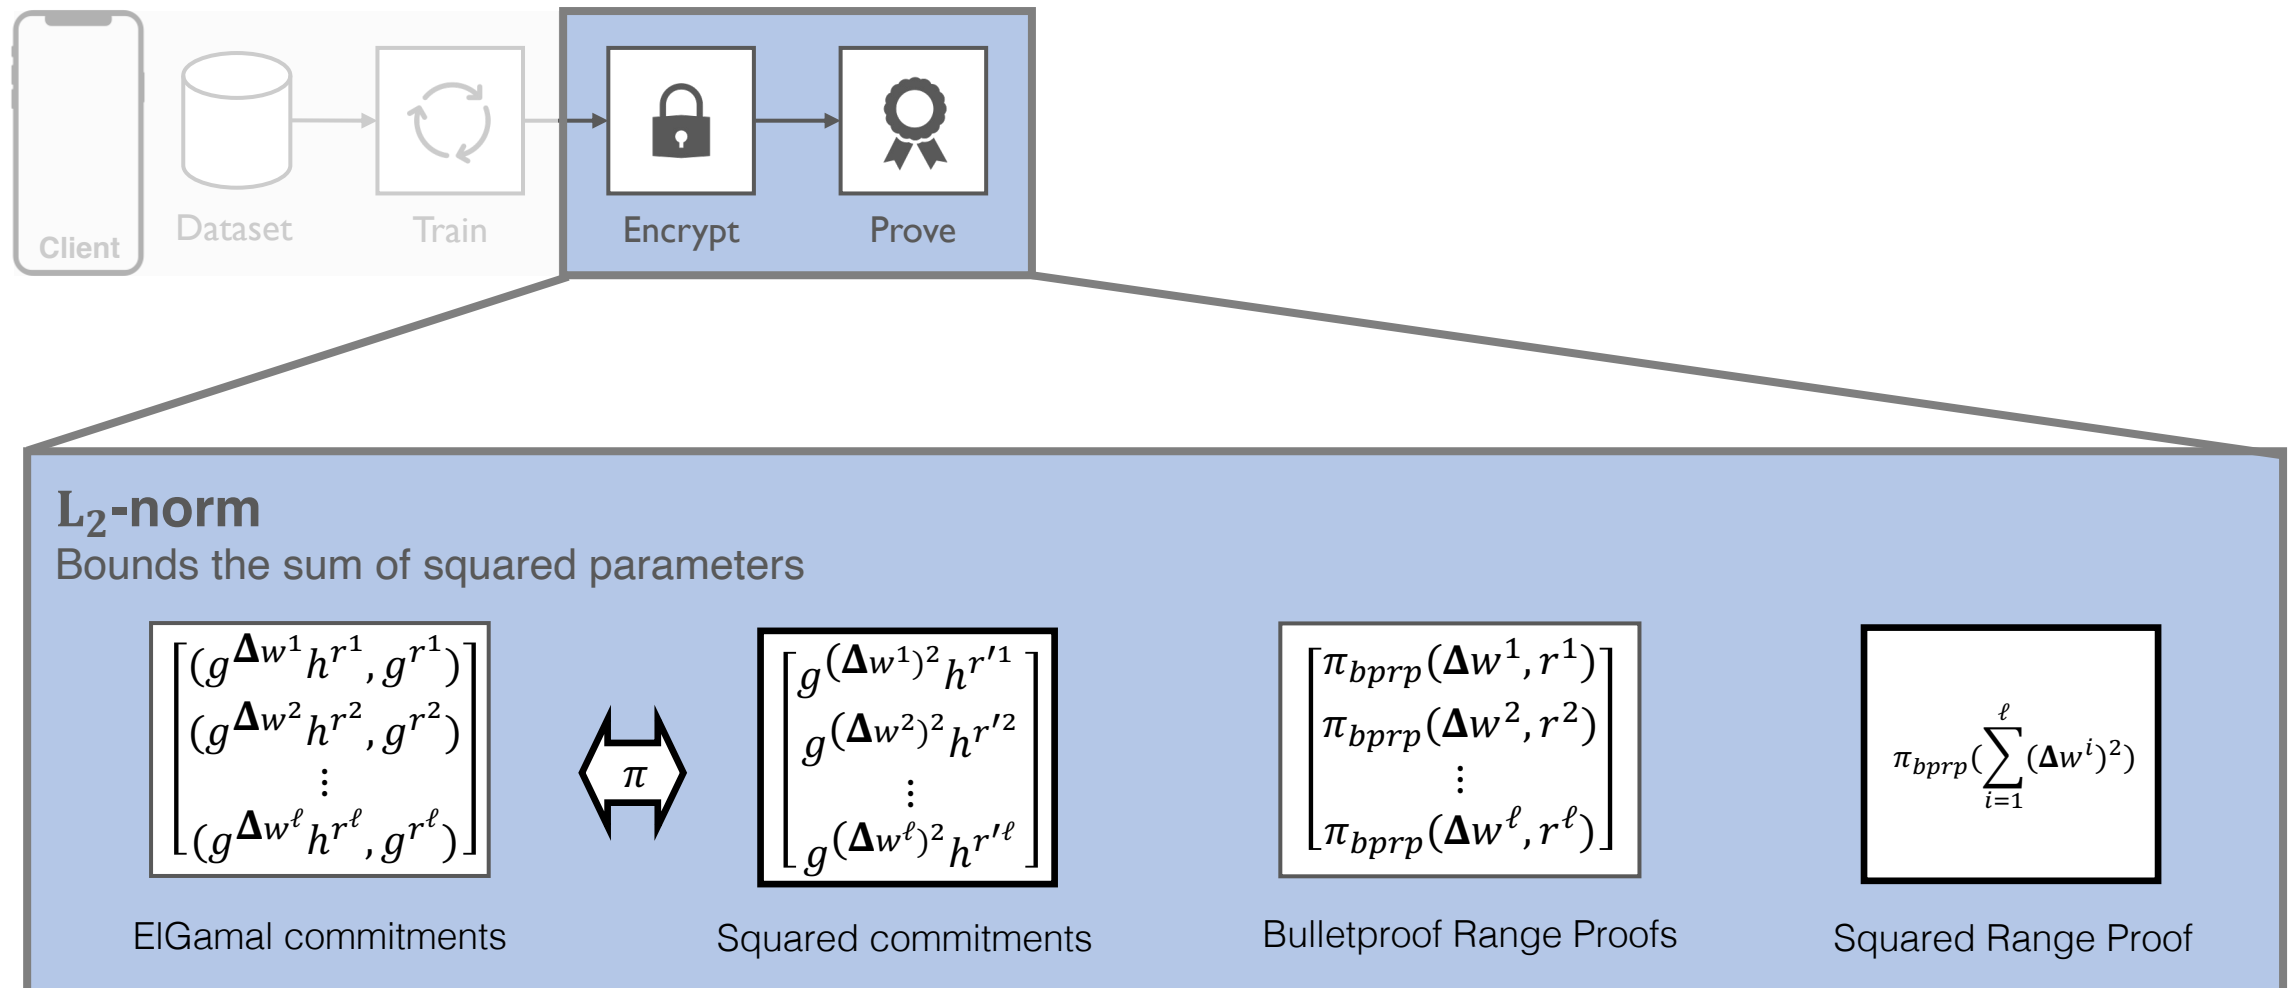 Client
Dataset
Train
Encrypt
Prove
L₂-norm
Bounds the sum of squared parameters
[(g^{Δw^1} h^{r^1}, g^{r^1})
(g^{Δw^2} h^{r^2}, g^{r^2})
⋮
(g^{Δw^ℓ} h^{r^ℓ}, g^{r^ℓ})]
ElGamal commitments
π
[g^{(Δw^1)^2} h^{r'^1}
g^{(Δw^2)^2} h^{r'^2}
⋮
g^{(Δw^ℓ)^2} h^{r'^ℓ}]
Squared commitments
[π_{bprp}(Δw^1, r^1)
π_{bprp}(Δw^2, r^2)
⋮
π_{bprp}(Δw^ℓ, r^ℓ)]
Bulletproof Range Proofs
π_{bprp}(∑_{i=1}^{ℓ}(Δw^i)^2)
Squared Range Proof